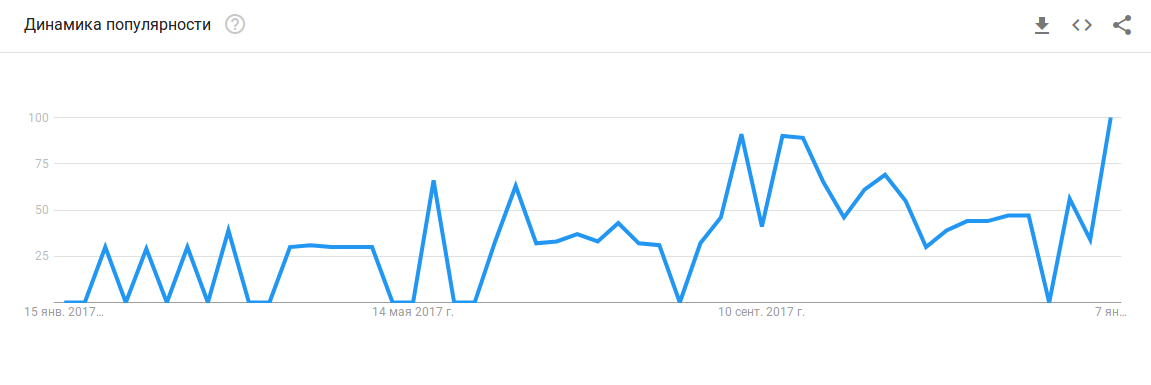 Динамика популярности
100
75
50
25
15 янв. 2017…
14 мая 2017 г.
10 сент. 2017 г.
7 ян…